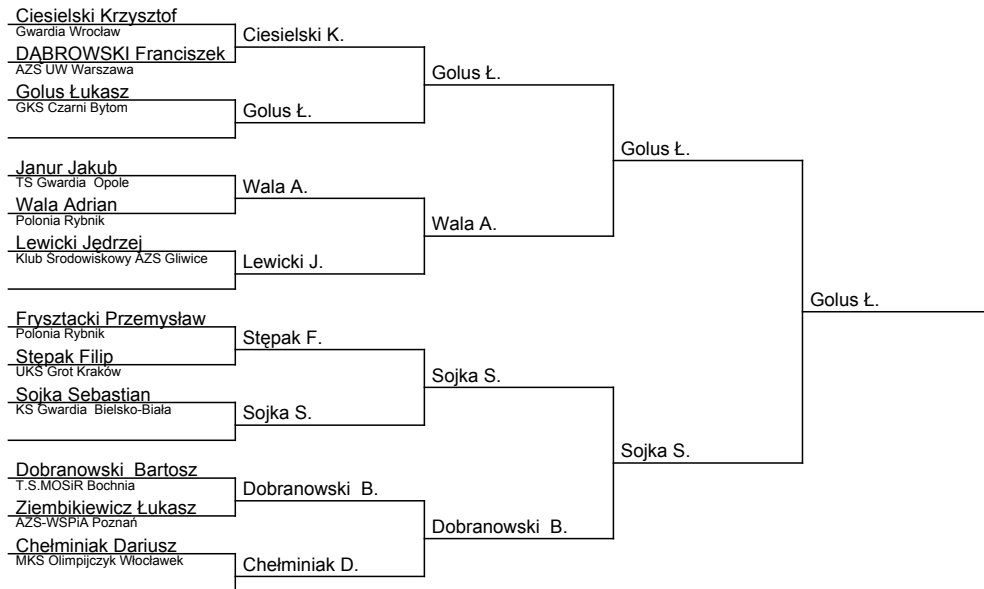 Ciesielski Krzysztof
Gwardia Wrocław
DĄBROWSKI Franciszek
AZS UW Warszawa
Golus Łukasz
GKS Czarni Bytom
Janur Jakub
TS Gwardia Opole
Wala Adrian
Polonia Rybnik
Lewicki Jędrzej
Klub Środowiskowy AZS Gliwice
Frysztacki Przemysław
Polonia Rybnik
Stępak Filip
UKS Grot Kraków
Sojka Sebastian
KS Gwardia Bielsko-Biała
Dobranowski Bartosz
T.S.MOSiR Bochnia
Ziembikiewicz Łukasz
AZS-WSPiA Poznań
Chełminiak Dariusz
MKS Olimpijczyk Włocławek
Ciesielski K.
Golus Ł.
Wala A.
Lewicki J.
Stępak F.
Sojka S.
Dobranowski B.
Chełminiak D.
Golus Ł.
Wala A.
Sojka S.
Dobranowski B.
Golus Ł.
Sojka S.
Golus Ł.